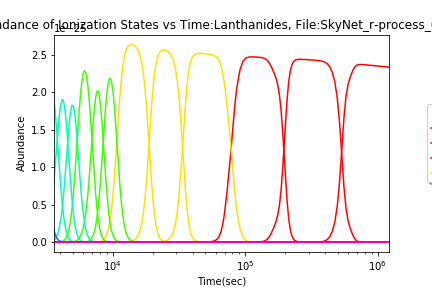 dance of Ionization States vs Time:Lanthanides, File:SkyNet_r-process_
1e−25
2.5
2.0
1.5
1.0
0.5
0.0
Abundance
10^4 10^5 10^6
Time(sec)